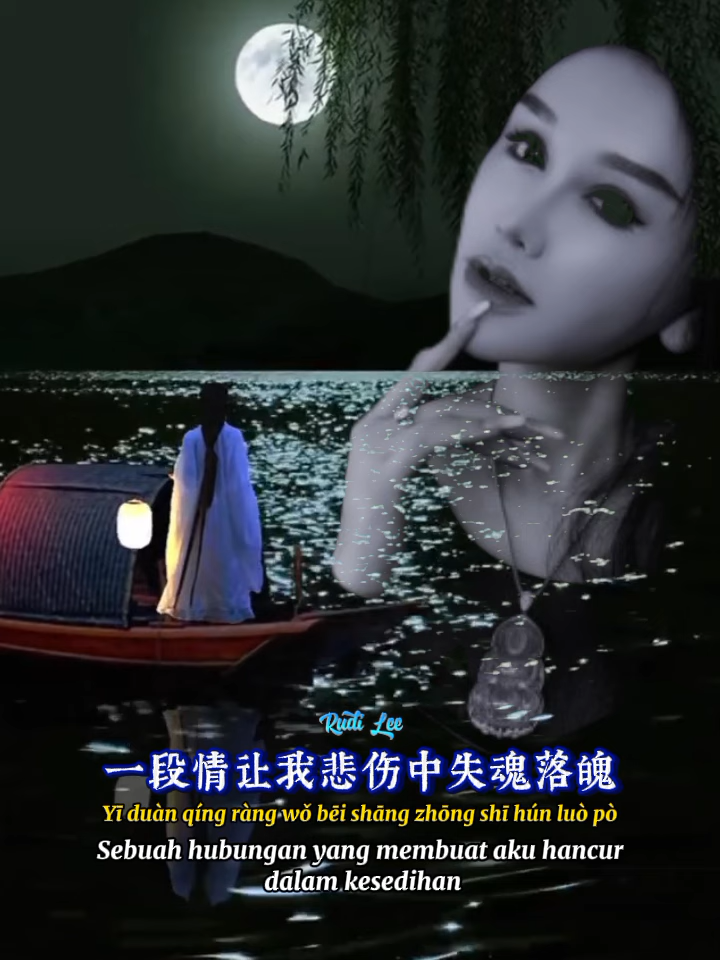 Rudi Lee
一段情让我悲伤中失魂落魄
Yī duàn qíng ràng wǒ bēi shāng zhōng shī hún luò pò
Sebuah hubungan yang membuat aku hancur
dalam kesedihan